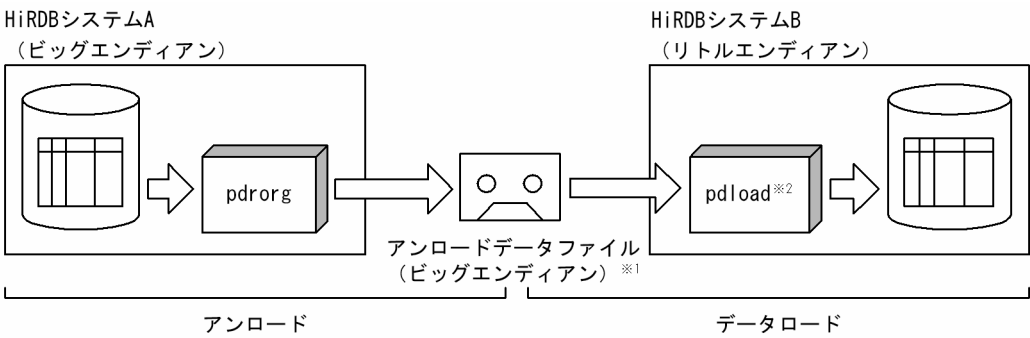 HiRDBシステムA
（ビッグエンディアン）
HiRDBシステムB
（リトルエンディアン）
pdrorg
pdload※2
アンロードデータファイル
（ビッグエンディアン）※1
アンロード
データロード